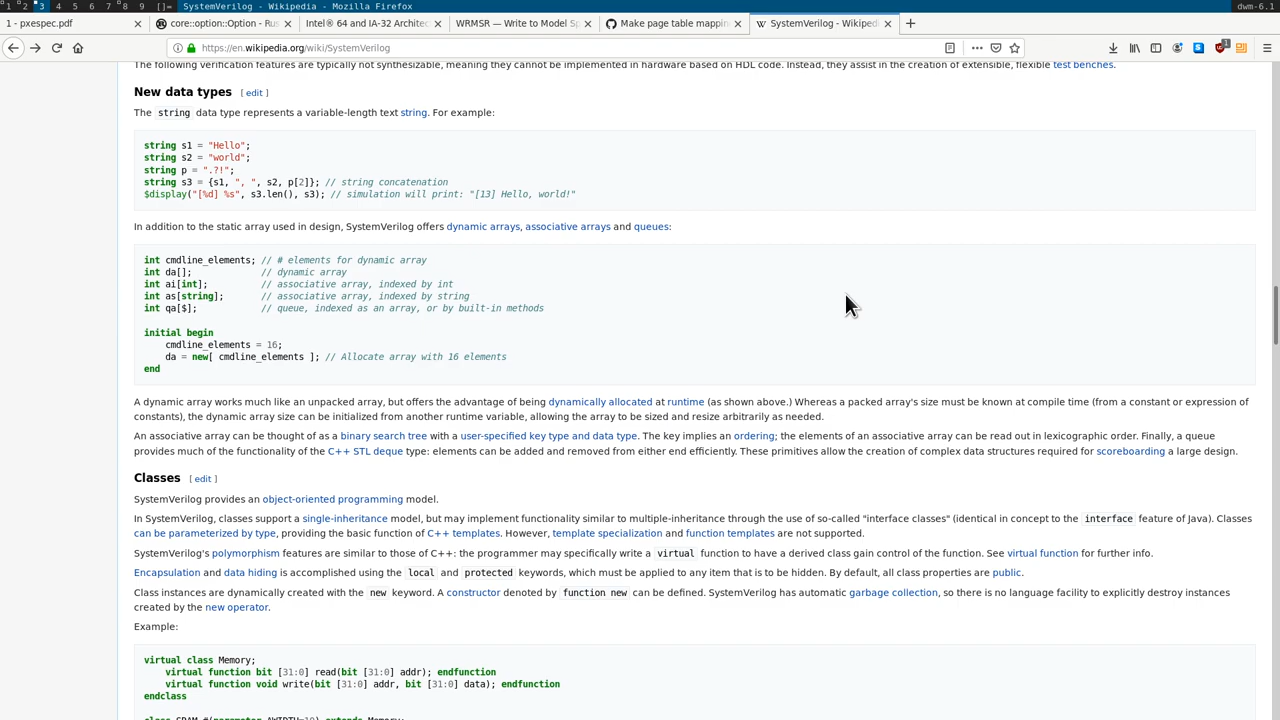 1 2 3 4 5 6 7 8 9 []= SystemVerilog - Wikipedia - Mozilla Firefox dwm-6.1
1 - pxespec.pdf × core::option::Option - Rus × Intel® 64 and IA-32 Architec × WRMSR — Write to Model Sp × Make page table mappin × W SystemVerilog - Wikipedi × +
https://en.wikipedia.org/wiki/SystemVerilog
The following verification features are typically not synthesizable, meaning they cannot be implemented in hardware based on HDL code. Instead, they assist in the creation of extensible, flexible test benches.
New data types [ edit ]
The string data type represents a variable-length text string. For example:
string s1 = "Hello";
string s2 = "world";
string p = ".?!";
string s3 = {s1, ", ", s2, p[2]}; // string concatenation
$display("[%d] %s", s3.len(), s3); // simulation will print: "[13] Hello, world!"
In addition to the static array used in design, SystemVerilog offers dynamic arrays, associative arrays and queues:
int cmdline_elements; // # elements for dynamic array
int da[]; // dynamic array
int ai[int]; // associative array, indexed by int
int as[string]; // associative array, indexed by string
int qa[$]; // queue, indexed as an array, or by built-in methods
initial begin
cmdline_elements = 16;
da = new[ cmdline_elements ]; // Allocate array with 16 elements
end
A dynamic array works much like an unpacked array, but offers the advantage of being dynamically allocated at runtime (as shown above.) Whereas a packed array's size must be known at compile time (from a constant or expression of
constants), the dynamic array size can be initialized from another runtime variable, allowing the array to be sized and resize arbitrarily as needed.
An associative array can be thought of as a binary search tree with a user-specified key type and data type. The key implies an ordering; the elements of an associative array can be read out in lexicographic order. Finally, a queue
provides much of the functionality of the C++ STL deque type: elements can be added and removed from either end efficiently. These primitives allow the creation of complex data structures required for scoreboarding a large design.
Classes [ edit ]
SystemVerilog provides an object-oriented programming model.
In SystemVerilog, classes support a single-inheritance model, but may implement functionality similar to multiple-inheritance through the use of so-called "interface classes" (identical in concept to the interface feature of Java). Classes
can be parameterized by type, providing the basic function of C++ templates. However, template specialization and function templates are not supported.
SystemVerilog's polymorphism features are similar to those of C++: the programmer may specifically write a virtual function to have a derived class gain control of the function. See virtual function for further info.
Encapsulation and data hiding is accomplished using the local and protected keywords, which must be applied to any item that is to be hidden. By default, all class properties are public.
Class instances are dynamically created with the new keyword. A constructor denoted by function new can be defined. SystemVerilog has automatic garbage collection, so there is no language facility to explicitly destroy instances
created by the new operator.
Example:
virtual class Memory;
virtual function bit [31:0] read(bit [31:0] addr); endfunction
virtual function void write(bit [31:0] addr, bit [31:0] data); endfunction
endclass
class SRAM #(parameter AWIDTH=10) extends Memory;